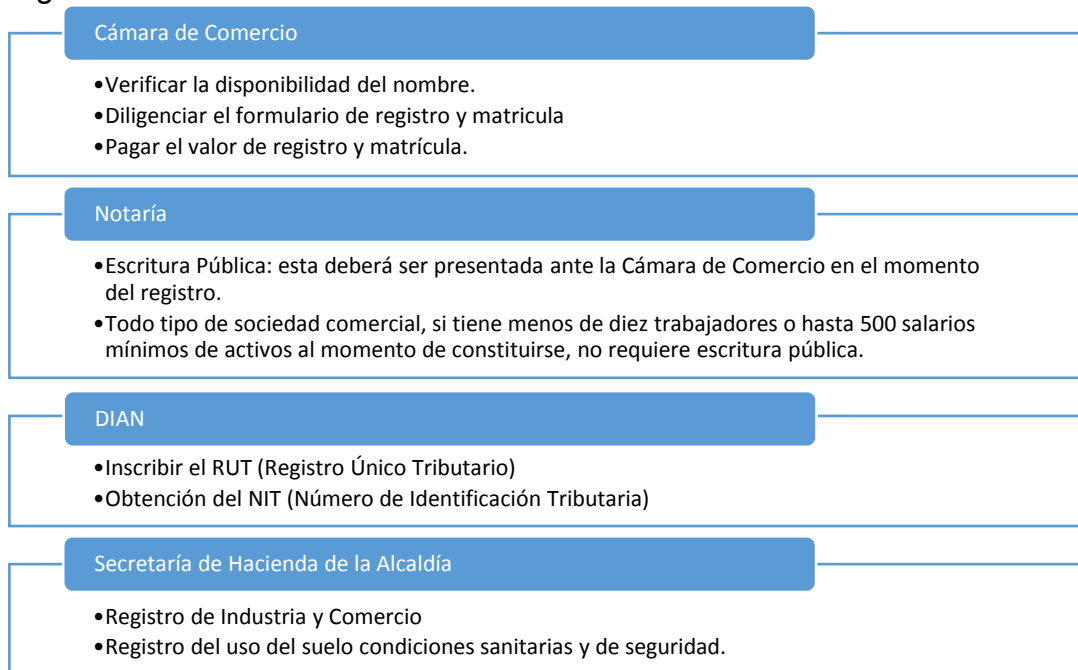 Cámara de Comercio
•Verificar la disponibilidad del nombre.
•Diligenciar el formulario de registro y matricula
•Pagar el valor de registro y matrícula.
Notaría
•Escritura Pública: esta deberá ser presentada ante la Cámara de Comercio en el momento
del registro.
•Todo tipo de sociedad comercial, si tiene menos de diez trabajadores o hasta 500 salarios
mínimos de activos al momento de constituirse, no requiere escritura pública.
DIAN
•Inscribir el RUT (Registro Único Tributario)
•Obtención del NIT (Número de Identificación Tributaria)
Secretaría de Hacienda de la Alcaldía
•Registro de Industria y Comercio
•Registro del uso del suelo condiciones sanitarias y de seguridad.